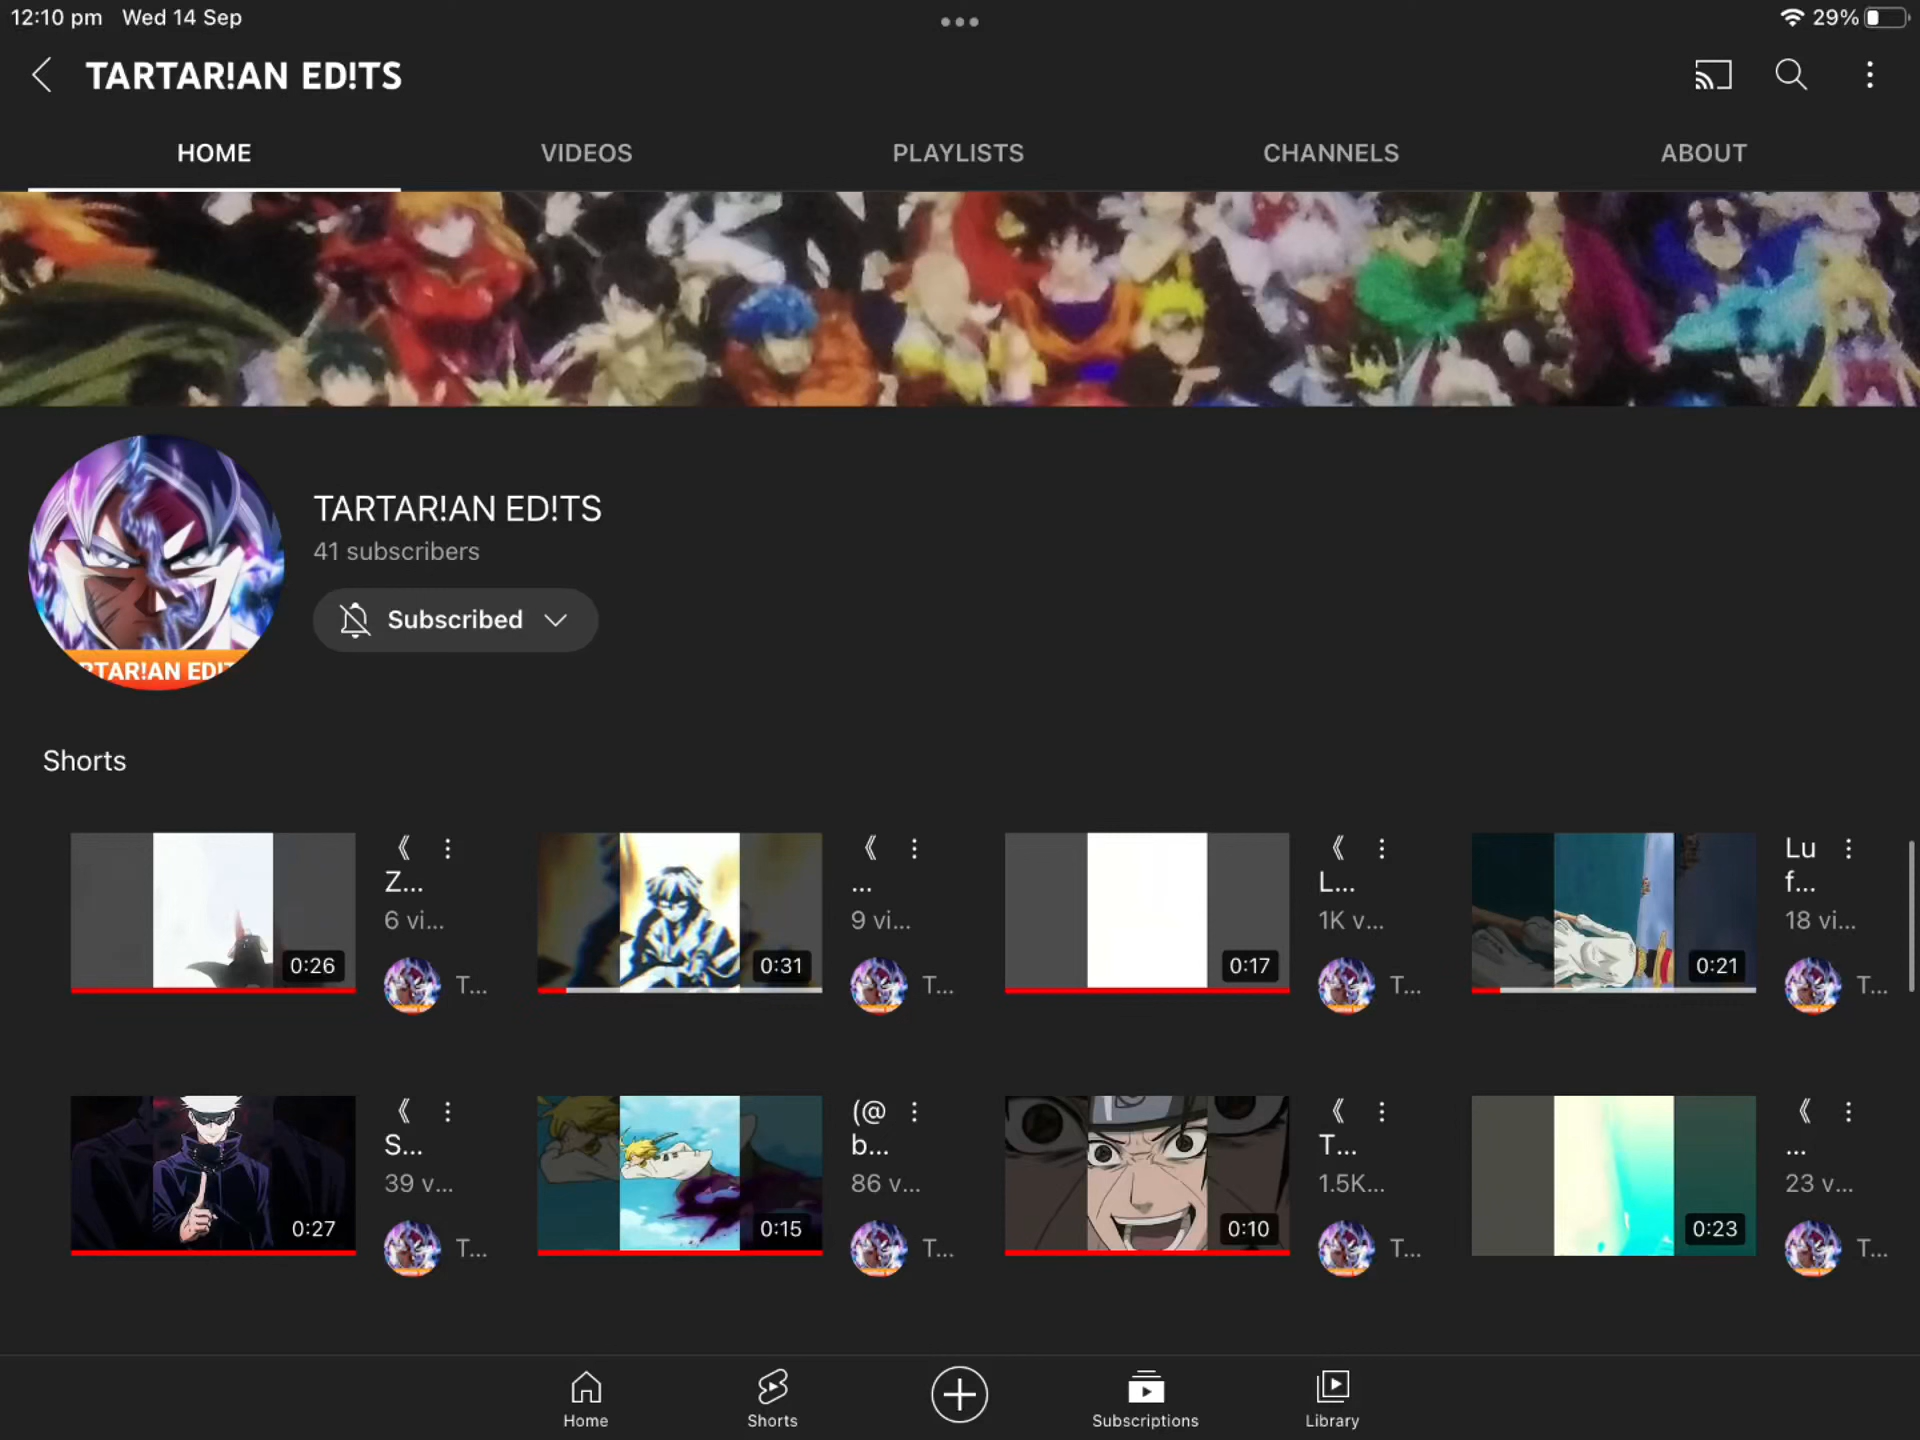 12:10 pm Wed 14 Sep
29%
TARTAR!AN ED!TS
HOME
VIDEOS
PLAYLISTS
CHANNELS
ABOUT
RTAR!AN ED!T
TARTAR!AN ED!TS
41 subscribers
Subscribed
Shorts
0:26
《
Z...
6 vi...
T...
0:31
《
...
9 vi...
T...
0:17
《
L...
1K v...
T...
0:21
Lu
f...
18 vi...
T...
0:27
《
S...
39 v...
T...
0:15
(@
b...
86 v...
T...
0:10
《
T...
1.5K...
T...
0:23
《
...
23 v...
T...
Home
Shorts
Subscriptions
Library